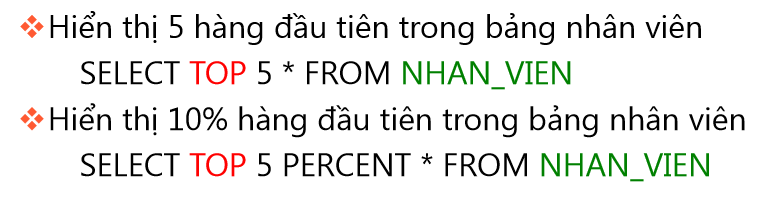 ❖Hiển thị 5 hàng đầu tiên trong bảng nhân viên
SELECT TOP 5 * FROM NHAN_VIEN
❖Hiển thị 10% hàng đầu tiên trong bảng nhân viên
SELECT TOP 5 PERCENT * FROM NHAN_VIEN